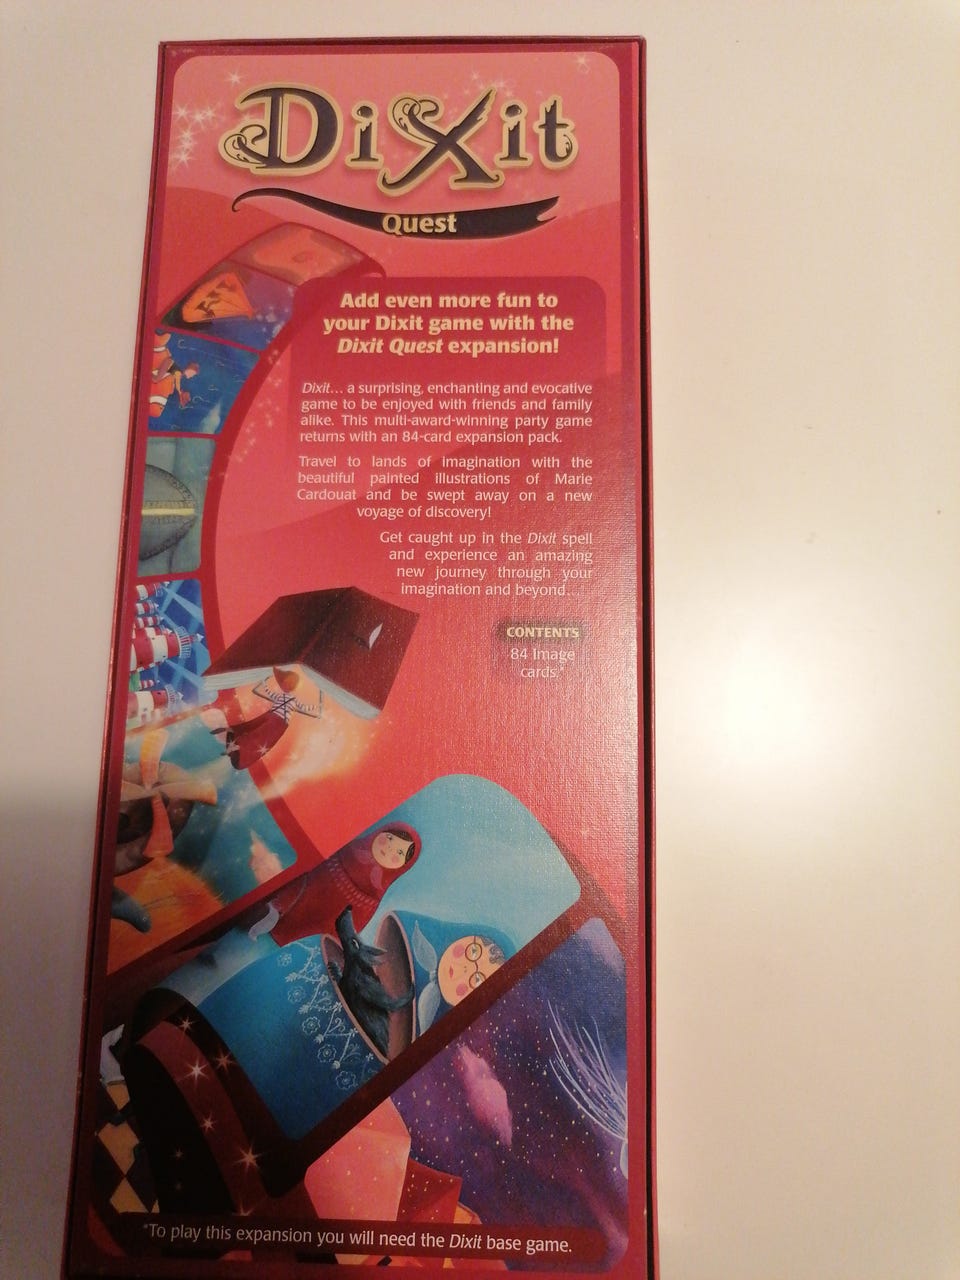 Dixit
Quest
Add even more fun to
your Dixit game with the
Dixit Quest expansion!
Dixit... a surprising, enchanting and evocative
game to be enjoyed with friends and family
alike. This multi-award-winning party game
returns with an 84-card expansion pack.
Travel to lands of imagination with the
beautiful painted illustrations of Marie
Cardouat and be swept away on a new
voyage of discovery!
Get caught up in the Dixit spell
and experience an amazing
new journey through your
imagination and beyond...
CONTENTS
84 Image
cards.*
*To play this expansion you will need the Dixit base game.